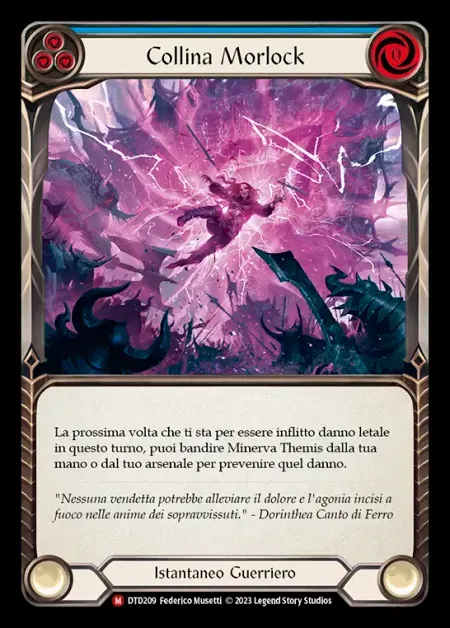 Collina Morlock
0
La prossima volta che ti sta per essere inflitto danno letale
in questo turno, puoi bandire Minerva Themis dalla tua
mano o dal tuo arsenale per prevenire quel danno.
"Nessuna vendetta potrebbe alleviare il dolore e l'agonia incisi a
fuoco nelle anime dei sopravvissuti." - Dorinthea Canto di Ferro
Istantaneo Guerriero
M DTD209 Federico Musetti © 2023 Legend Story Studios